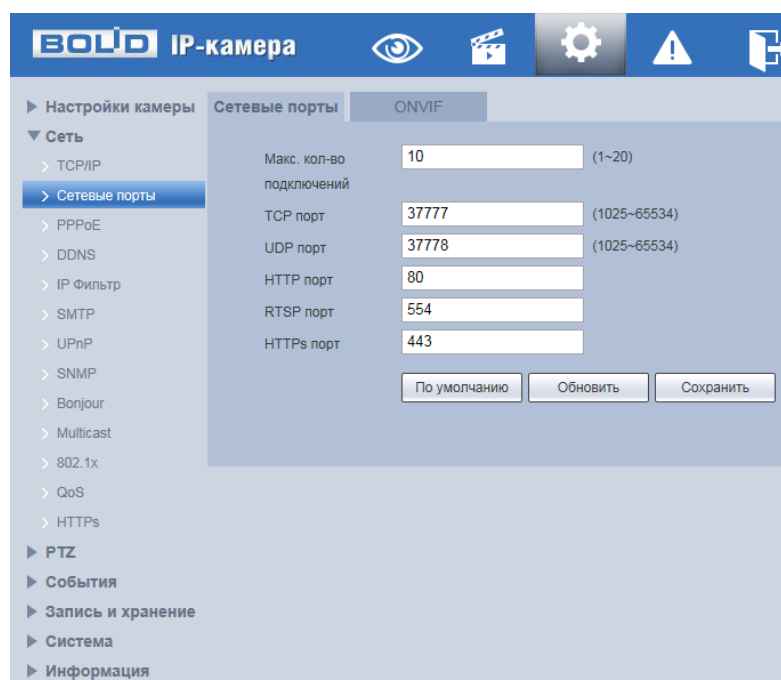 BOLID IP-камера
Настройки камеры
Сеть
TCP/IP
Сетевые порты
PPPoE
DDNS
IP Фильтр
SMTP
UPnP
SNMP
Bonjour
Multicast
802.1x
QoS
HTTPs
PTZ
События
Запись и хранение
Система
Информация
Сетевые порты
ONVIF
Макс. кол-во подключений
10
(1~20)
TCP порт
37777
(1025~65534)
UDP порт
37778
(1025~65534)
HTTP порт
80
RTSP порт
554
HTTPs порт
443
По умолчанию
Обновить
Сохранить